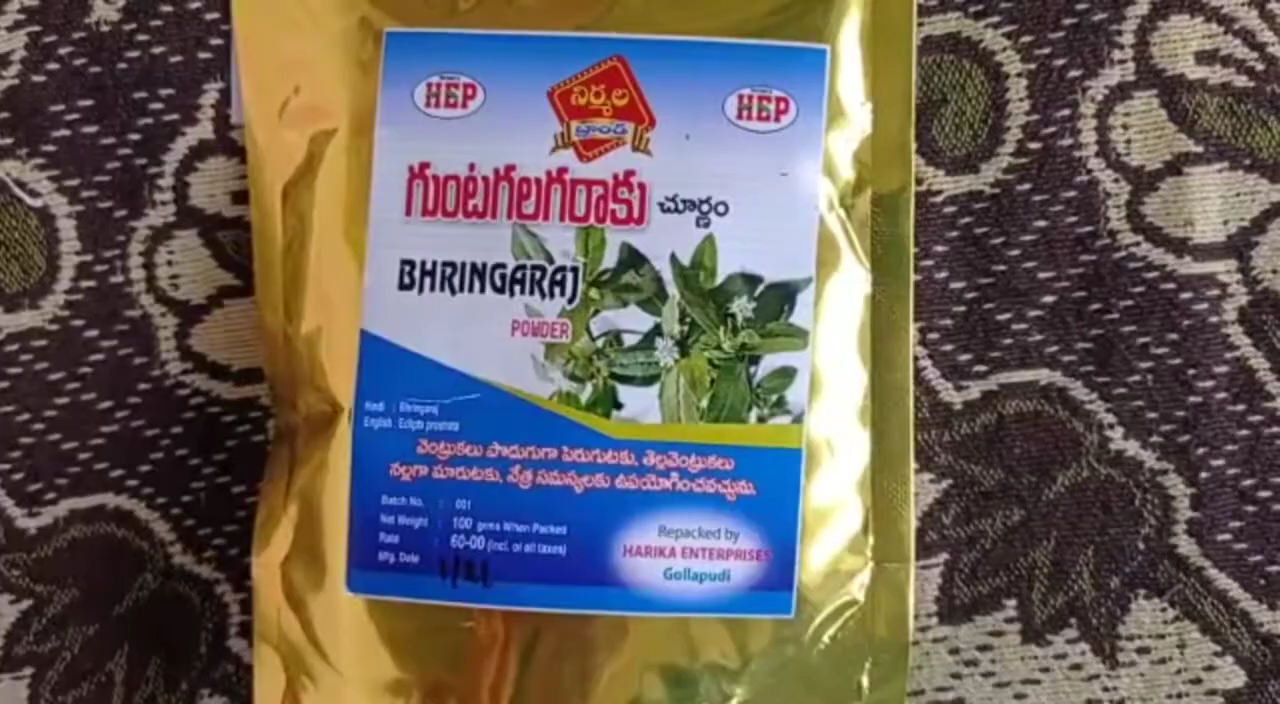 HEP
నిర్మల
బ్రాండ్
HEP
గుంటగలగరాకు చూర్ణం
BHRINGARAJ
POWDER
Hindi : Bhringaraj
English : Eclipta prostrata
వెంట్రుకలు పొడుగుగా పెరుగుటకు, తెల్లవెంట్రుకలు
నల్లగా మారుటకు, నేత్ర సమస్యలకు ఉపయోగించవచ్చును.
Batch No. : 001
Net Weight : 100 gems When Packed
Rate : 60-00 (incl. of all taxes)
Mfg. Date
Repacked by
HARIKA ENTERPRISES
Gollapudi